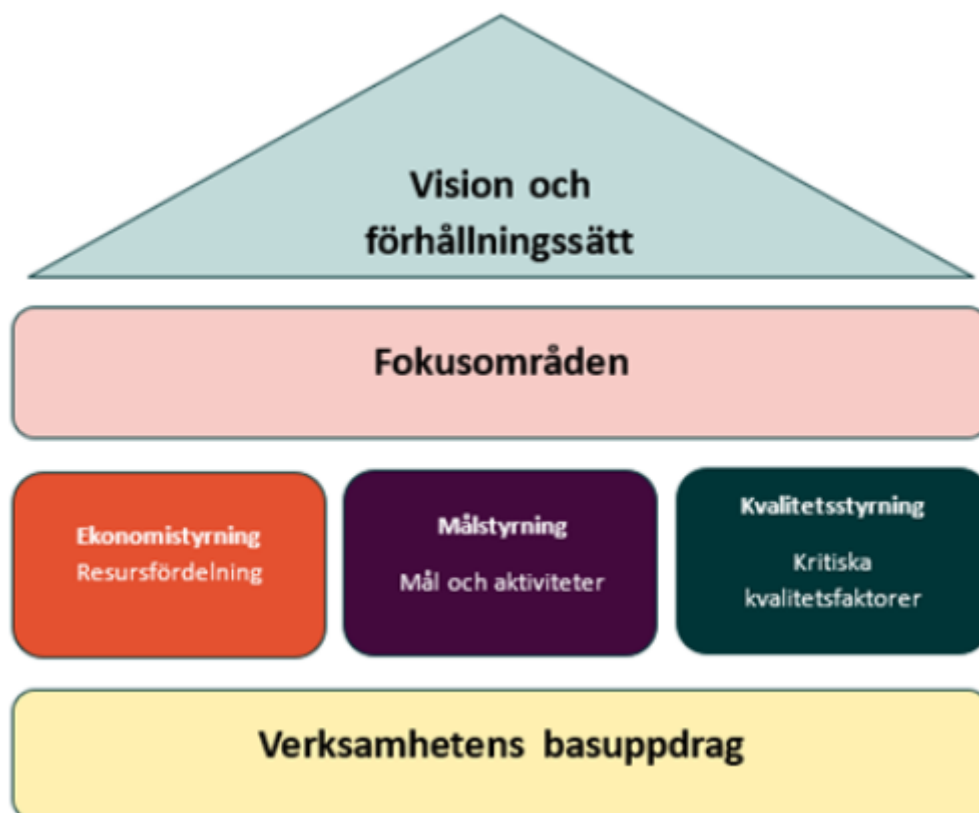 Vision och
förhållningssätt
Fokusområden
Ekonomistyrning
Resursfördelning
Målstyrning
Mål och aktiviteter
Kvalitetsstyrning
Kritiska
kvalitetsfaktorer
Verksamhetens basuppdrag